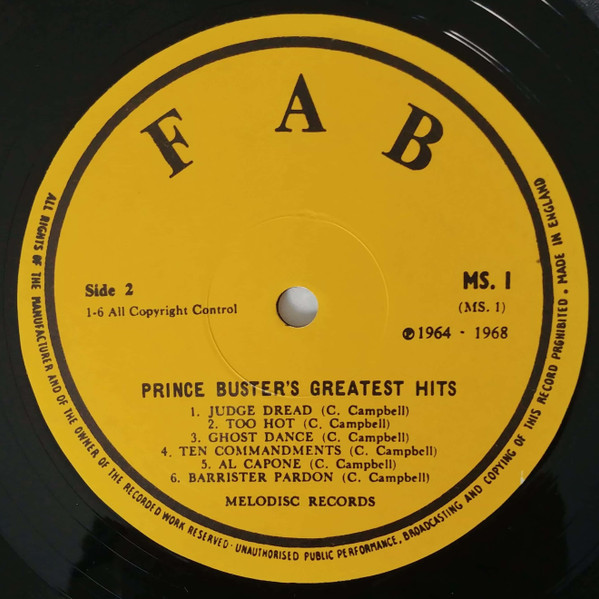 FAB
Side 2
1-6 All Copyright Control
MS. 1
(MS. 1)
℗ 1964 - 1968
PRINCE BUSTER'S GREATEST HITS
1. JUDGE DREAD (C. Campbell)
2. TOO HOT (C. Campbell)
3. GHOST DANCE (C. Campbell)
4. TEN COMMANDMENTS (C. Campbell)
5. AL CAPONE (C. Campbell)
6. BARRISTER PARDON (C. Campbell)
MELODISC RECORDS
ALL RIGHTS OF THE MANUFACTURER AND OF THE OWNER OF THE RECORDED WORK RESERVED · UNAUTHORISED PUBLIC PERFORMANCE, BROADCASTING AND COPYING OF THIS RECORD PROHIBITED. MADE IN ENGLAND